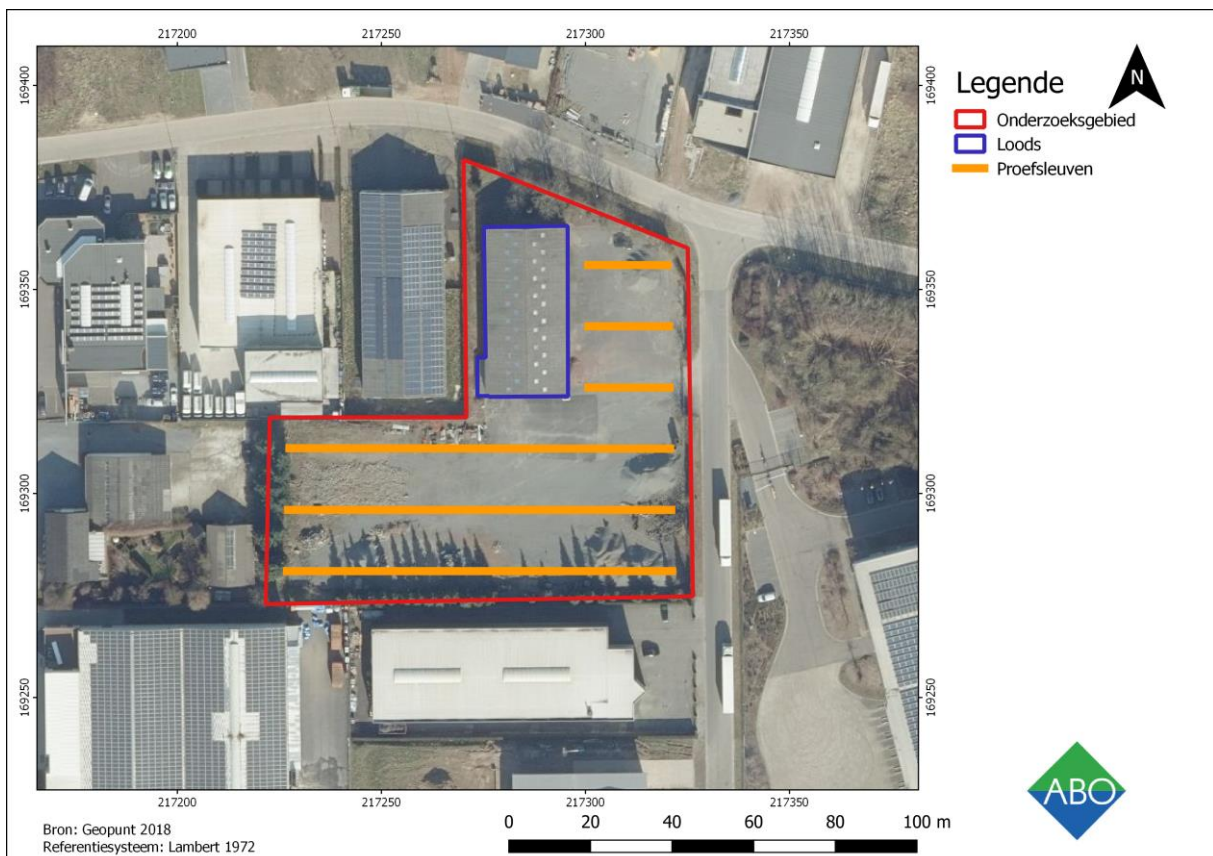 217200 217250 217300 217350
169400 169400
169350 169350
169300 169300
169250 169250
217200 217250 217300 217350
N
Legende
Onderzoeksgebied
Loods
Proefsleuven
ABO
Bron: Geopunt 2018
Referentiesysteem: Lambert 1972
0 20 40 60 80 100 m